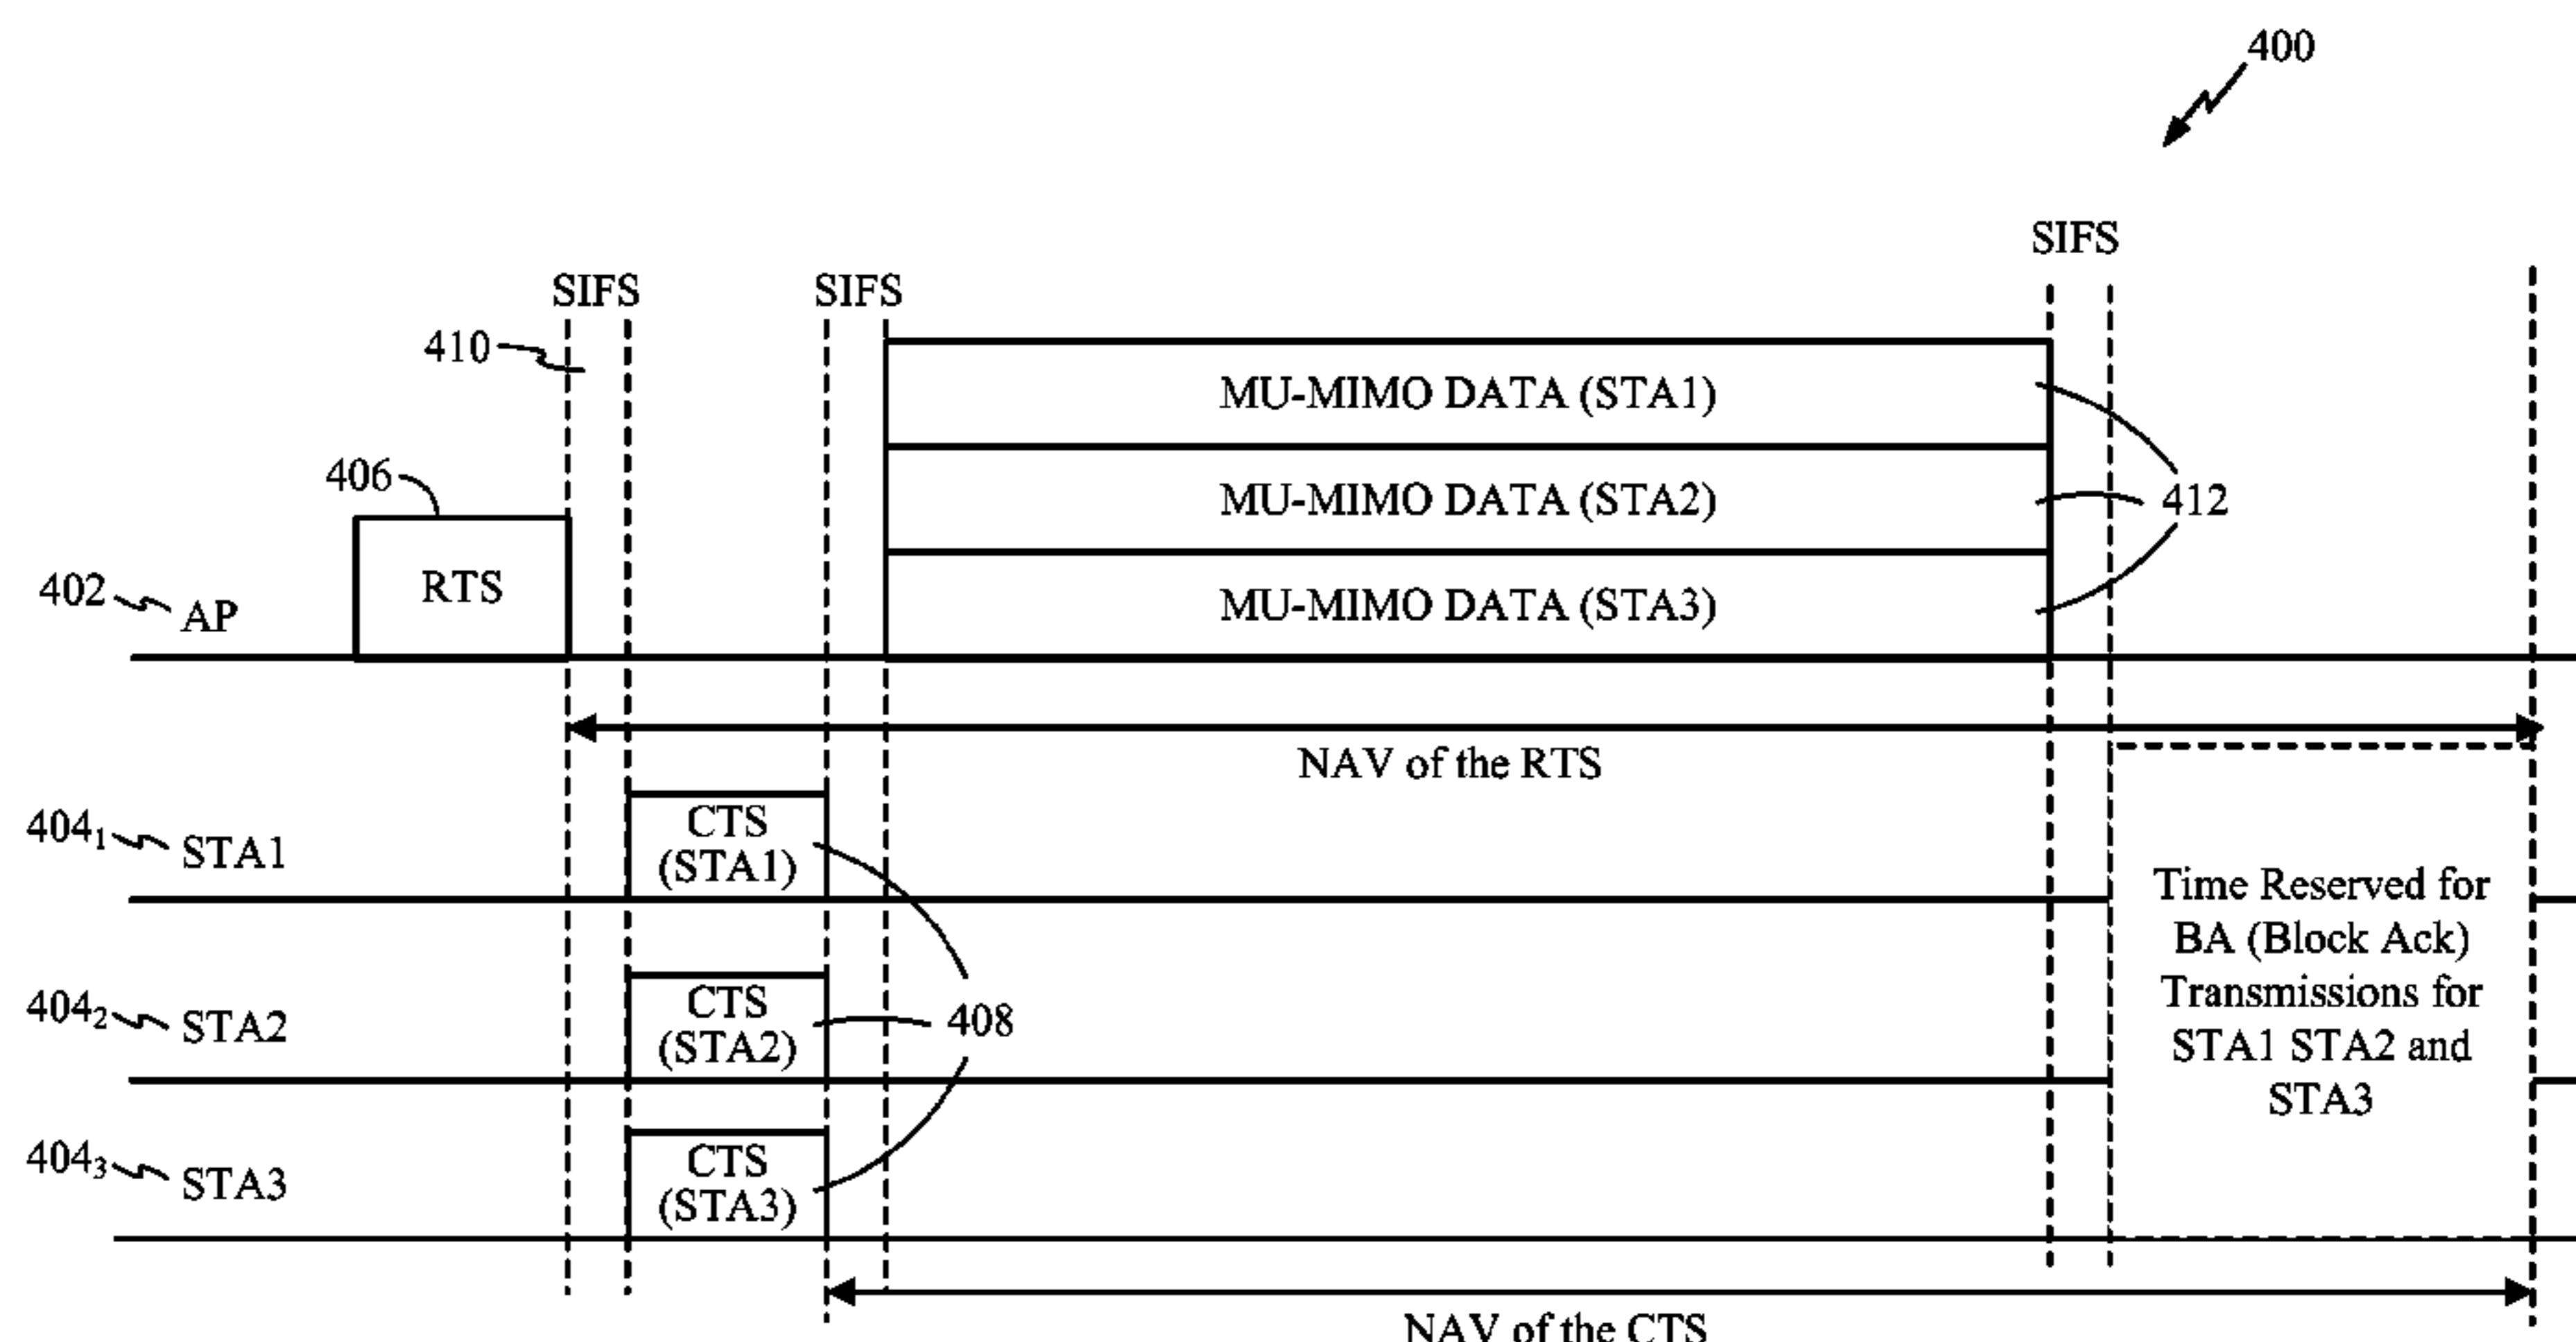 400
SIFS
SIFS
SIFS
410
MU-MIMO DATA (STA1)
406
MU-MIMO DATA (STA2)
412
402
AP
RTS
MU-MIMO DATA (STA3)
NAV of the RTS
404₁
STA1
CTS
(STA1)
Time Reserved for
BA (Block Ack)
Transmissions for
STA1 STA2 and
STA3
404₂
STA2
CTS
(STA2)
408
404₃
STA3
CTS
(STA3)
NAV of the CTS